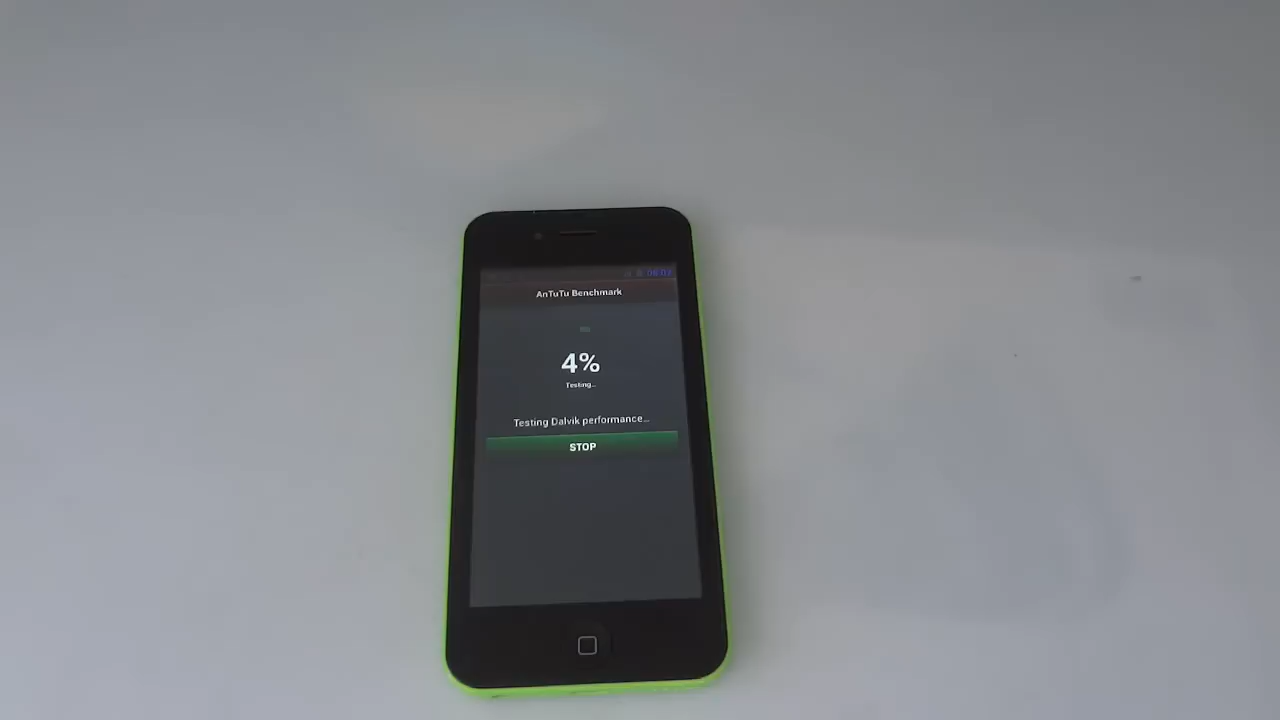 AnTuTu Benchmark
4%
Testing...
Testing Dalvik performance...
STOP